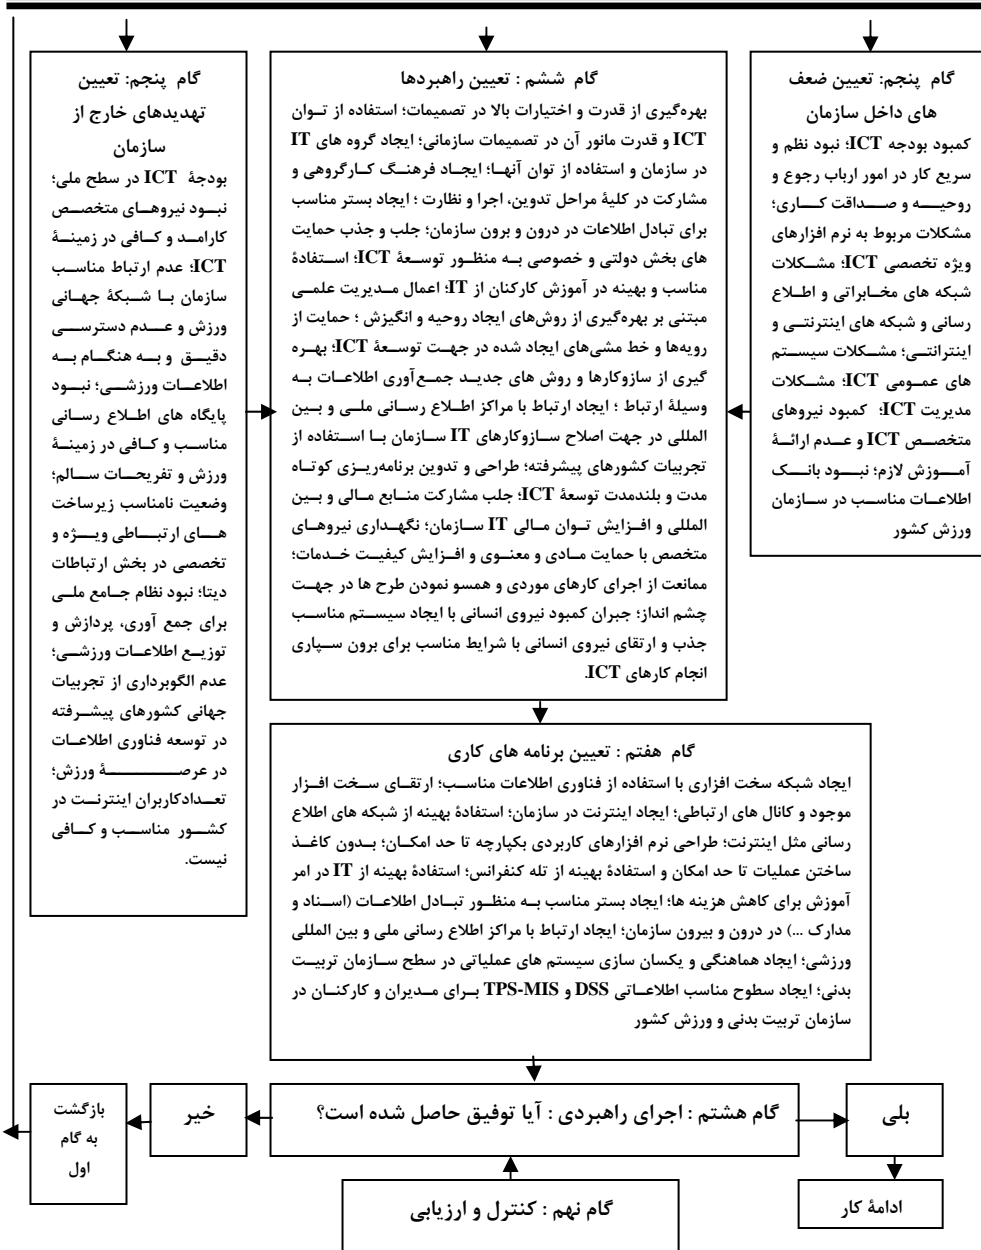 گام پنجم: تعیین ضعف
های داخل سازمان
کمبود بودجه ICT؛ نبود نظم و
سریع کار در امور ارباب رجوع و
روحیه و صداقت کاری؛
مشکلات مربوط به نرم افزارهای
ویژه تخصصی ICT؛ مشکلات
شبکه های مخابراتی و اطلاع
رسانی و شبکه های اینترنتی و
اینترانتی؛ مشکلات سیستم
های عمومی ICT؛ مشکلات
مدیریت ICT؛ کمبود نیروهای
متخصص ICT و عدم ارائۀ
آموزش لازم؛ نبود بانک
اطلاعات مناسب در سازمان
ورزش کشور
گام ششم : تعیین راهبردها
بهره‌گیری از قدرت و اختیارات بالا در تصمیمات؛ استفاده از توان
ICT و قدرت مانور آن در تصمیمات سازمانی؛ ایجاد گروه های IT
در سازمان و استفاده از توان آنها؛ ایجاد فرهنگ کارگروهی و
مشارکت در کلیۀ مراحل تدوین، اجرا و نظارت ؛ ایجاد بستر مناسب
برای تبادل اطلاعات در درون و برون سازمان؛ جلب و جذب حمایت
های بخش دولتی و خصوصی به منظور توسعۀ ICT؛ استفادۀ
مناسب و بهینه در آموزش کارکنان از IT؛ اعمال مدیریت علمی
مبتنی بر بهره‌گیری از روش‌های ایجاد روحیه و انگیزش ؛ حمایت از
رویه‌ها و خط مشی‌های ایجاد شده در جهت توسعۀ ICT؛ بهره
گیری از سازوکارها و روش های جدید جمع‌آوری اطلاعات به
وسیلۀ ارتباط ؛ ایجاد ارتباط با مراکز اطلاع رسانی ملی و بین
المللی در جهت اصلاح سازوکارهای IT سازمان با استفاده از
تجربیات کشورهای پیشرفته؛ طراحی و تدوین برنامه‌ریزی کوتاه
مدت و بلندمدت توسعۀ ICT؛ جلب مشارکت منابع مالی و بین
المللی و افزایش توان مالی IT سازمان؛ نگهداری نیروهای
متخصص با حمایت مادی و معنوی و افزایش کیفیت خدمات؛
ممانعت از اجرای کارهای موردی و همسو نمودن طرح ها در جهت
چشم انداز؛ جبران کمبود نیروی انسانی با ایجاد سیستم مناسب
جذب و ارتقای نیروی انسانی با شرایط مناسب برای برون سپاری
انجام کارهای ICT.
گام پنجم: تعیین
تهدیدهای خارج از
سازمان
بودجۀ ICT در سطح ملی؛
نبود نیروهای متخصص
کارامد و کافی در زمینۀ
ICT؛ عدم ارتباط مناسب
سازمان با شبکۀ جهانی
ورزش و عدم دسترسی
دقیق و به هنگام به
اطلاعات ورزشی؛ نبود
پایگاه های اطلاع رسانی
مناسب و کافی در زمینۀ
ورزش و تفریحات سالم؛
وضعیت نامناسب زیرساخت
های ارتباطی ویژه و
تخصصی در بخش ارتباطات
دیتا؛ نبود نظام جامع ملی
برای جمع آوری، پردازش و
توزیع اطلاعات ورزشی؛
عدم الگوبرداری از تجربیات
جهانی کشورهای پیشرفته
در توسعه فناوری اطلاعات
در عرصۀ ورزش؛
تعدادکاربران اینترنت در
کشور مناسب و کافی
نیست.
گام هفتم : تعیین برنامه های کاری
ایجاد شبکه سخت افزاری با استفاده از فناوری اطلاعات مناسب؛ ارتقای سخت افزار
موجود و کانال های ارتباطی؛ ایجاد اینترنت در سازمان؛ استفادۀ بهینه از شبکه های اطلاع
رسانی مثل اینترنت؛ طراحی نرم افزارهای کاربردی یکپارچه تا حد امکان؛ بدون کاغذ
ساختن عملیات تا حد امکان و استفادۀ بهینه از تله کنفرانس؛ استفادۀ بهینه از IT در امر
آموزش برای کاهش هزینه ها؛ ایجاد بستر مناسب به منظور تبادل اطلاعات (اسناد و
مدارک ...) در درون و بیرون سازمان؛ ایجاد ارتباط با مراکز اطلاع رسانی ملی و بین المللی
ورزشی؛ ایجاد هماهنگی و یکسان سازی سیستم های عملیاتی در سطح سازمان تربیت
بدنی؛ ایجاد سطوح مناسب اطلاعاتی DSS و TPS-MIS برای مدیران و کارکنان در
سازمان تربیت بدنی و ورزش کشور
بلی
گام هشتم : اجرای راهبردی : آیا توفیق حاصل شده است؟
خیر
بازگشت
به گام
اول
ادامۀ کار
گام نهم : کنترل و ارزیابی